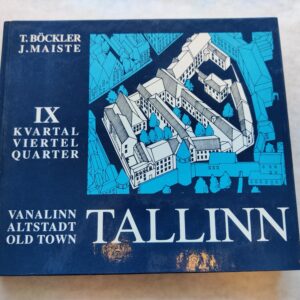 T. BÖCKLER
J. MAISTE
IX
KVARTAL
VIERTEL
QUARTER
VANALINN
ALTSTADT
OLD TOWN
TALLINN